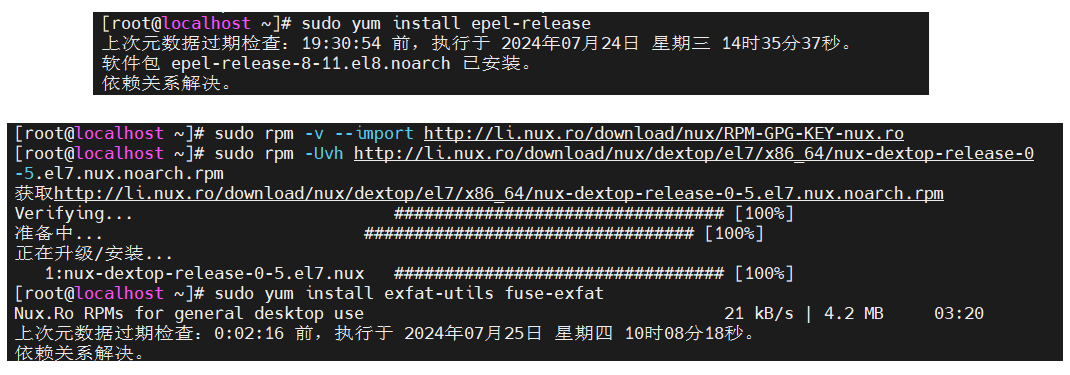 [root@localhost ~]# sudo yum install epel-release
上次元数据过期检查：19:30:54 前，执行于 2024年07月24日 星期三 14时35分37秒。
软件包 epel-release-8-11.el8.noarch 已安装。
依赖关系解决。
[root@localhost ~]# sudo rpm -v --import http://li.nux.ro/download/nux/RPM-GPG-KEY-nux.ro
[root@localhost ~]# sudo rpm -Uvh http://li.nux.ro/download/nux/dextop/el7/x86_64/nux-dextop-release-0
-5.el7.nux.noarch.rpm
获取http://li.nux.ro/download/nux/dextop/el7/x86_64/nux-dextop-release-0-5.el7.nux.noarch.rpm
Verifying... ################################# [100%]
准备中... ################################# [100%]
正在升级/安装...
1:nux-dextop-release-0-5.el7.nux ################################# [100%]
[root@localhost ~]# sudo yum install exfat-utils fuse-exfat
Nux.Ro RPMs for general desktop use 21 kB/s | 4.2 MB 03:20
上次元数据过期检查：0:02:16 前，执行于 2024年07月25日 星期四 10时08分18秒。
依赖关系解决。